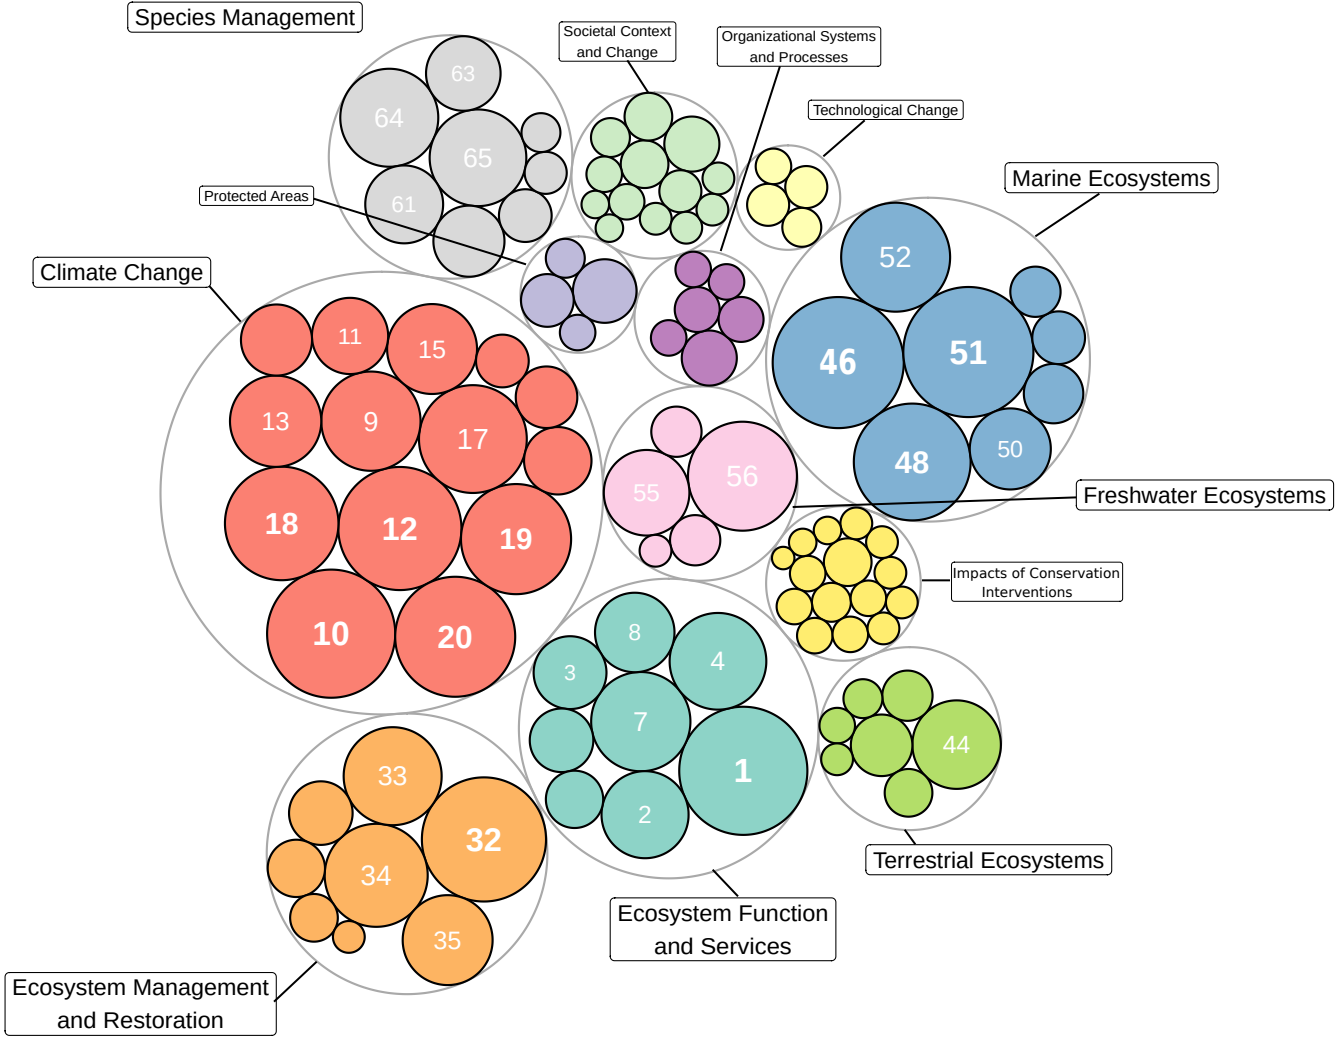 Species Management
Societal Context
and Change
Organizational Systems
and Processes
Technological Change
Marine Ecosystems
Protected Areas
Climate Change
63
64
65
61
52
46
51
48
50
11
15
13
9
17
18
12
19
10
20
55
56
Freshwater Ecosystems
Impacts of Conservation
Interventions
8
3
4
7
1
2
44
Terrestrial Ecosystems
33
32
34
35
Ecosystem Function
and Services
Ecosystem Management
and Restoration